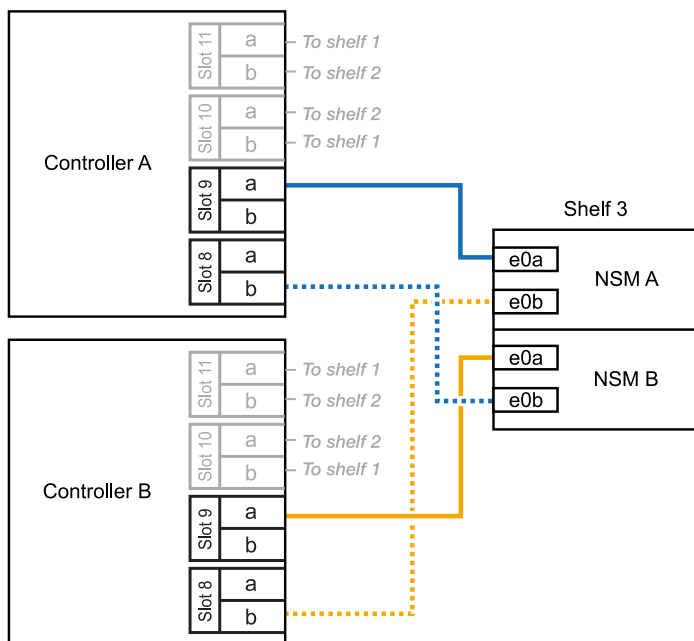 Slot 11
a
To shelf 1
b
To shelf 2
Slot 10
a
To shelf 2
b
To shelf 1
Controller A
Slot 9
a
b
Slot 8
a
b
Shelf 3
e0a
NSM A
e0b
e0a
NSM B
e0b
Slot 11
a
To shelf 1
b
To shelf 2
Slot 10
a
To shelf 2
b
To shelf 1
Controller B
Slot 9
a
b
Slot 8
a
b